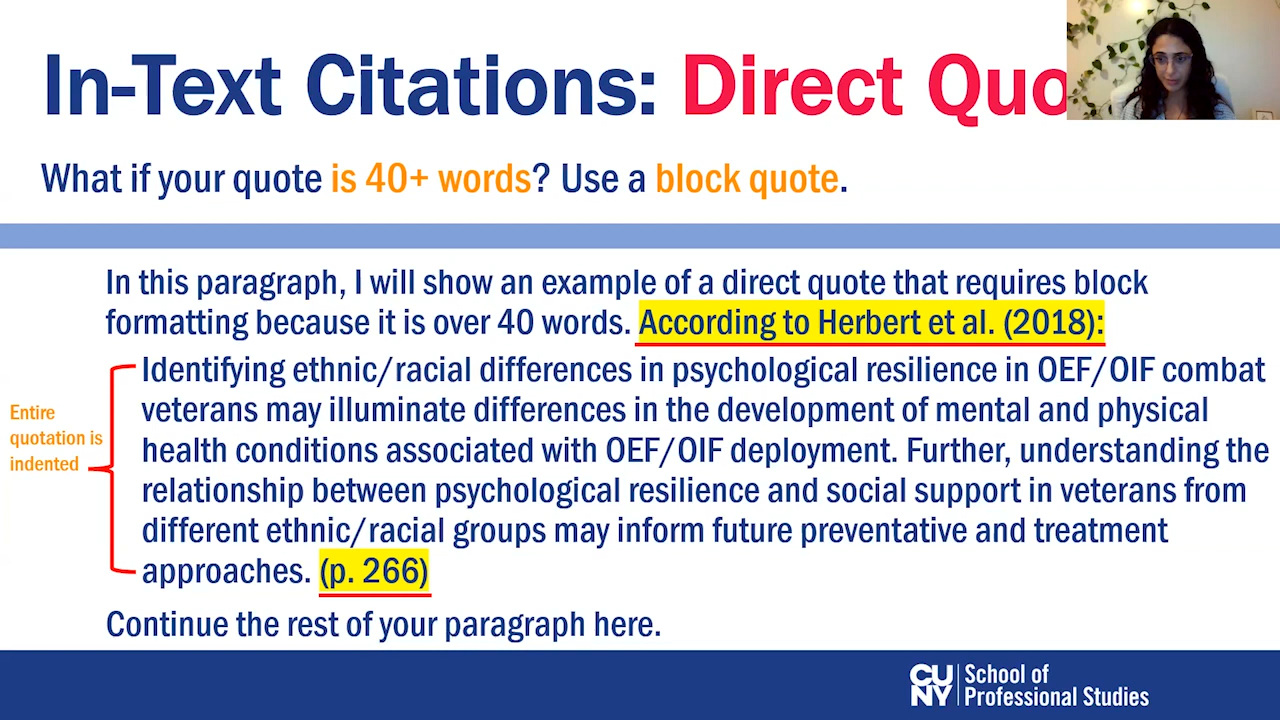 In-Text Citations: Direct Quo
What if your quote is 40+ words? Use a block quote.
In this paragraph, I will show an example of a direct quote that requires block
formatting because it is over 40 words. According to Herbert et al. (2018):
Identifying ethnic/racial differences in psychological resilience in OEF/OIF combat
veterans may illuminate differences in the development of mental and physical
health conditions associated with OEF/OIF deployment. Further, understanding the
relationship between psychological resilience and social support in veterans from
different ethnic/racial groups may inform future preventative and treatment
approaches. (p. 266)
Entire
quotation is
indented
Continue the rest of your paragraph here.
CU
NY
School of
Professional Studies